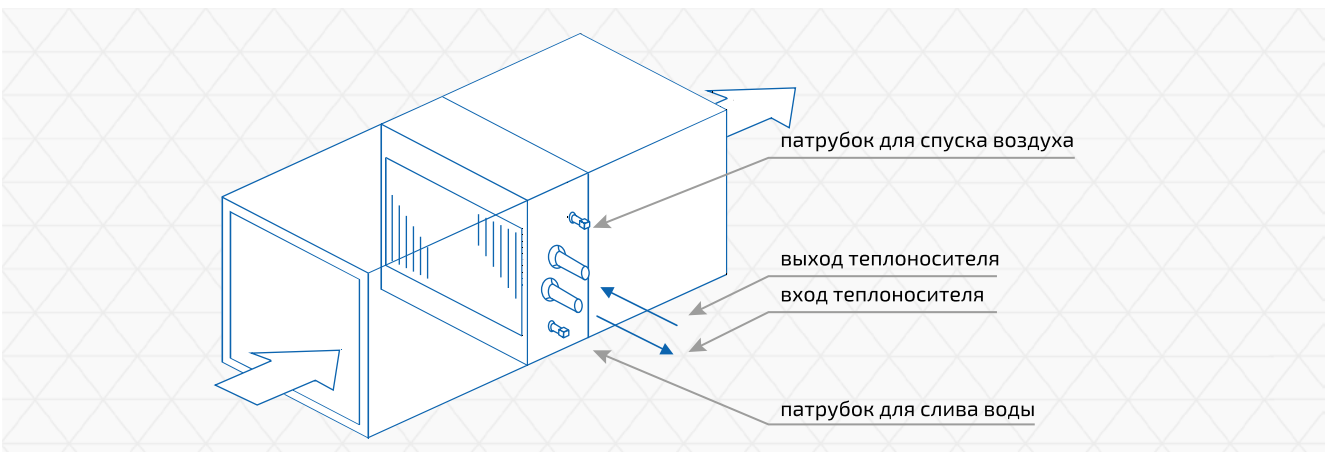 патрубок для спуска воздуха
выход теплоносителя
вход теплоносителя
патрубок для слива воды